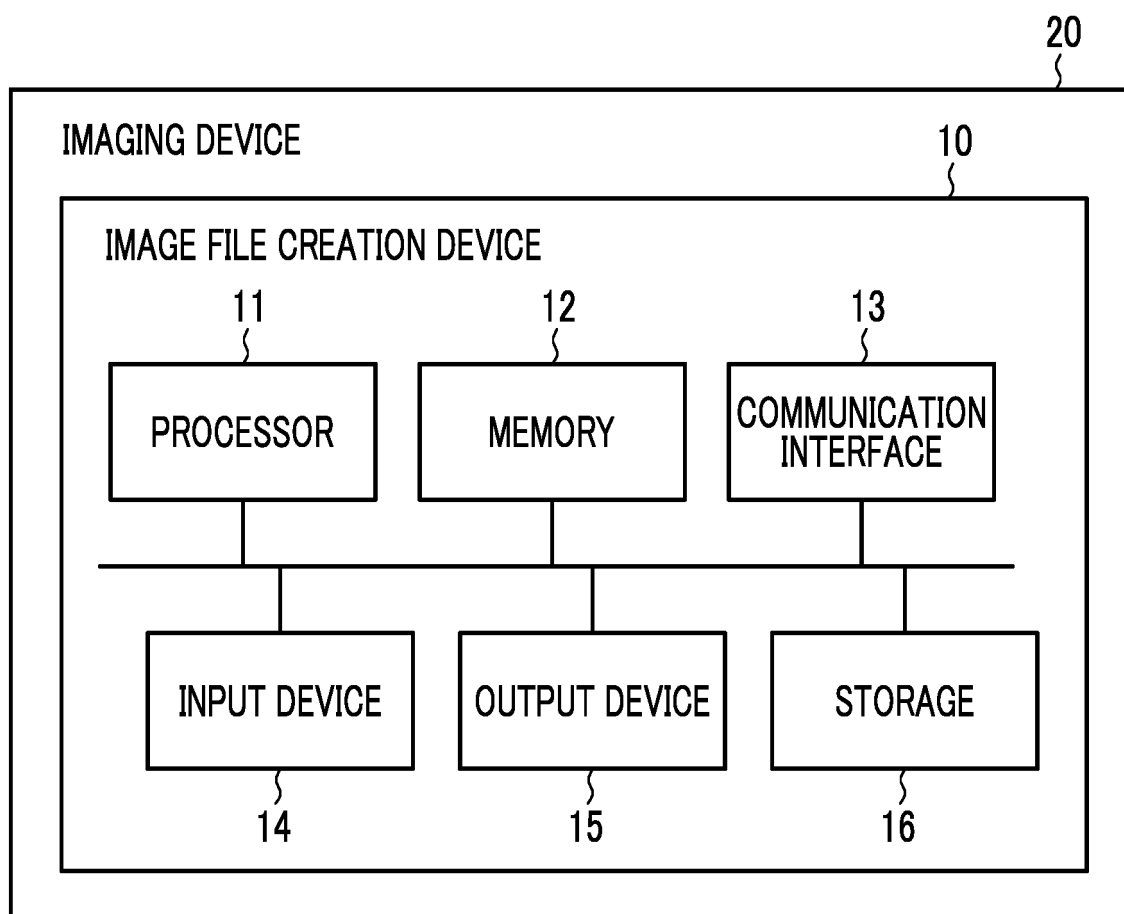 20
IMAGING DEVICE
10
IMAGE FILE CREATION DEVICE
11
12
13
PROCESSOR
MEMORY
COMMUNICATION
INTERFACE
INPUT DEVICE
OUTPUT DEVICE
STORAGE
14
15
16